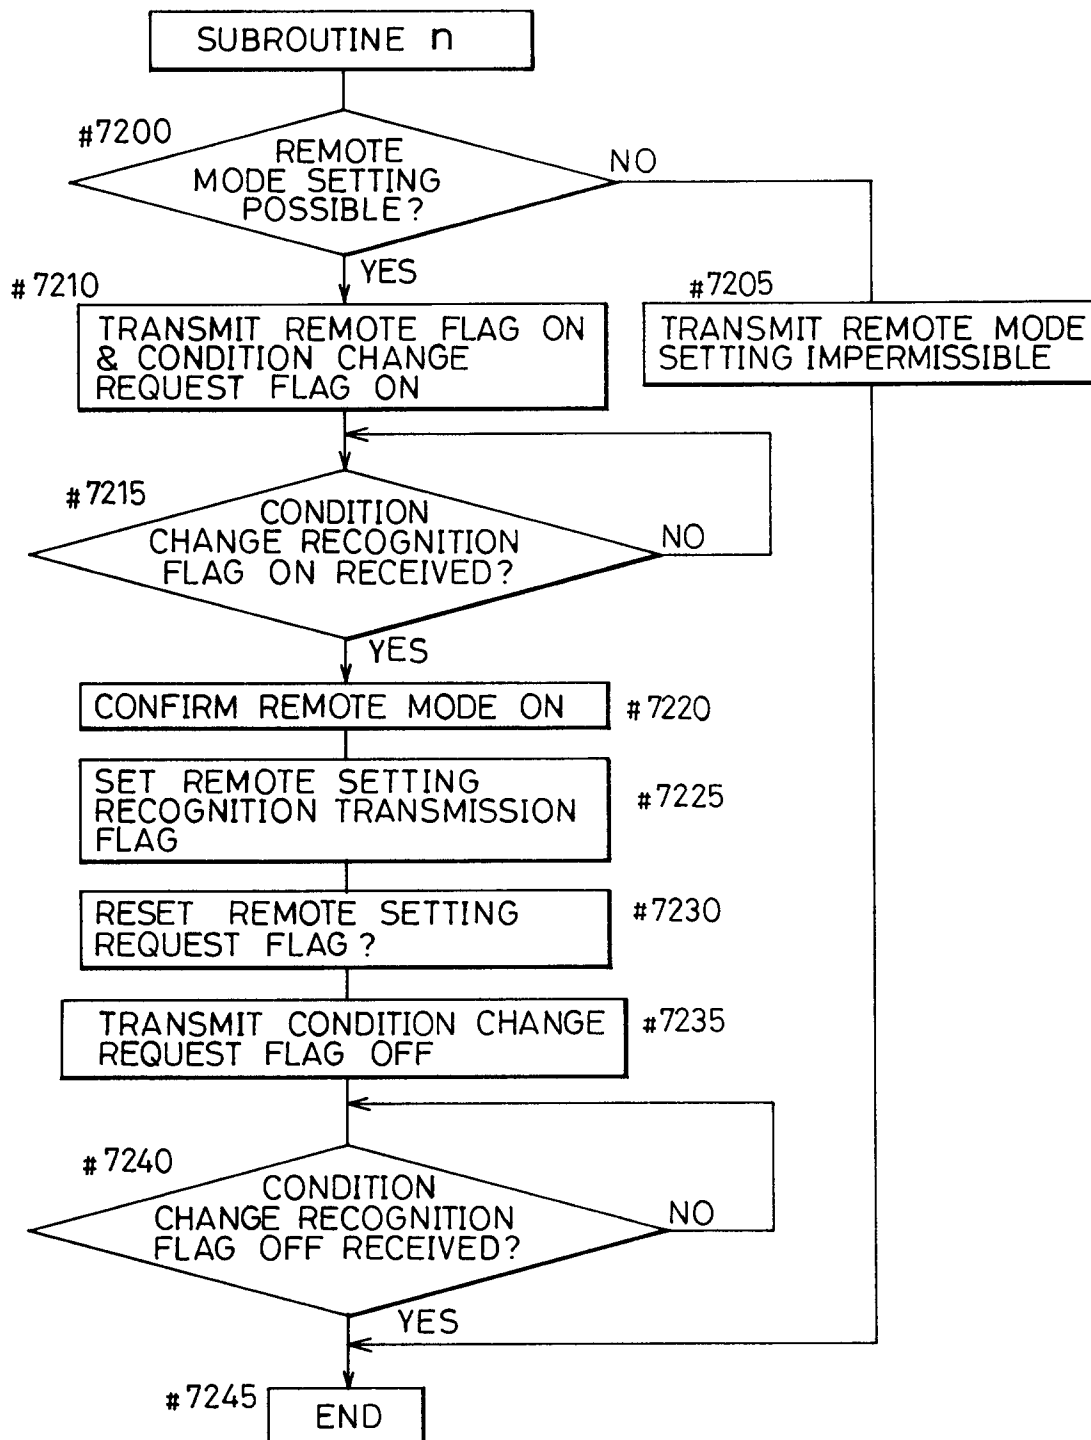 SUBROUTINE n
#7200
REMOTE
MODE SETTING
POSSIBLE?
NO
YES
#7210
TRANSMIT REMOTE FLAG ON
& CONDITION CHANGE
REQUEST FLAG ON
#7205
TRANSMIT REMOTE MODE
SETTING IMPERMISSIBLE
#7215
CONDITION
CHANGE RECOGNITION
FLAG ON RECEIVED?
NO
YES
CONFIRM REMOTE MODE ON
#7220
SET REMOTE SETTING
RECOGNITION TRANSMISSION
FLAG
#7225
RESET REMOTE SETTING
REQUEST FLAG?
#7230
TRANSMIT CONDITION CHANGE
REQUEST FLAG OFF
#7235
#7240
CONDITION
CHANGE RECOGNITION
FLAG OFF RECEIVED?
NO
YES
#7245
END